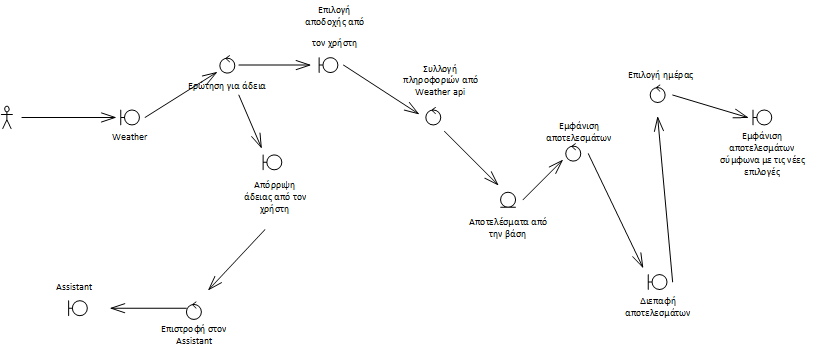 Επιλογή
αποδοχής από
τον χρήστη
Ερώτηση για άδεια
Weather
Συλλογή
πληροφοριών από
Weather api
Επιλογή ημέρας
Εμφάνιση
αποτελεσμάτων
Εμφάνιση
αποτελεσμάτων
σύμφωνα με τις νέες
επιλογές
Απόρριψη
άδειας από τον
χρήστη
Αποτελέσματα από
την βάση
Assistant
Επιστροφή στον
Assistant
Διεπαφή
αποτελεσμάτων